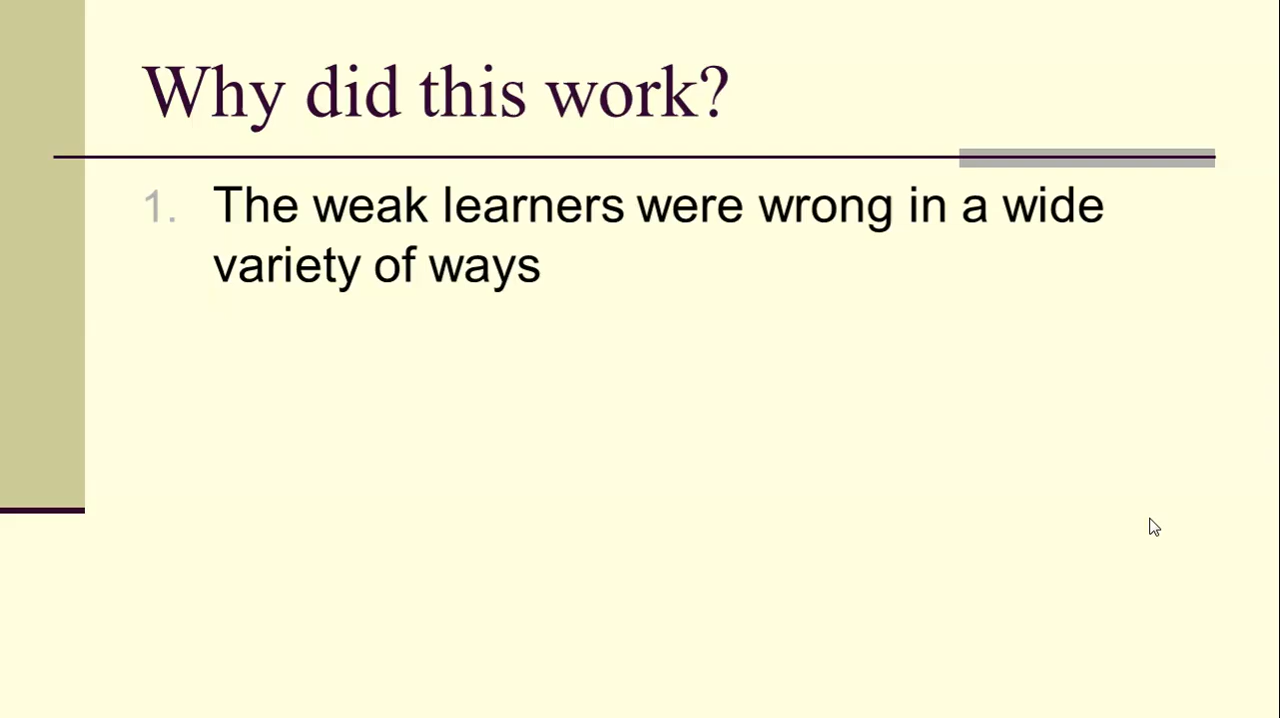 Why did this work?
1. The weak learners were wrong in a wide
variety of ways